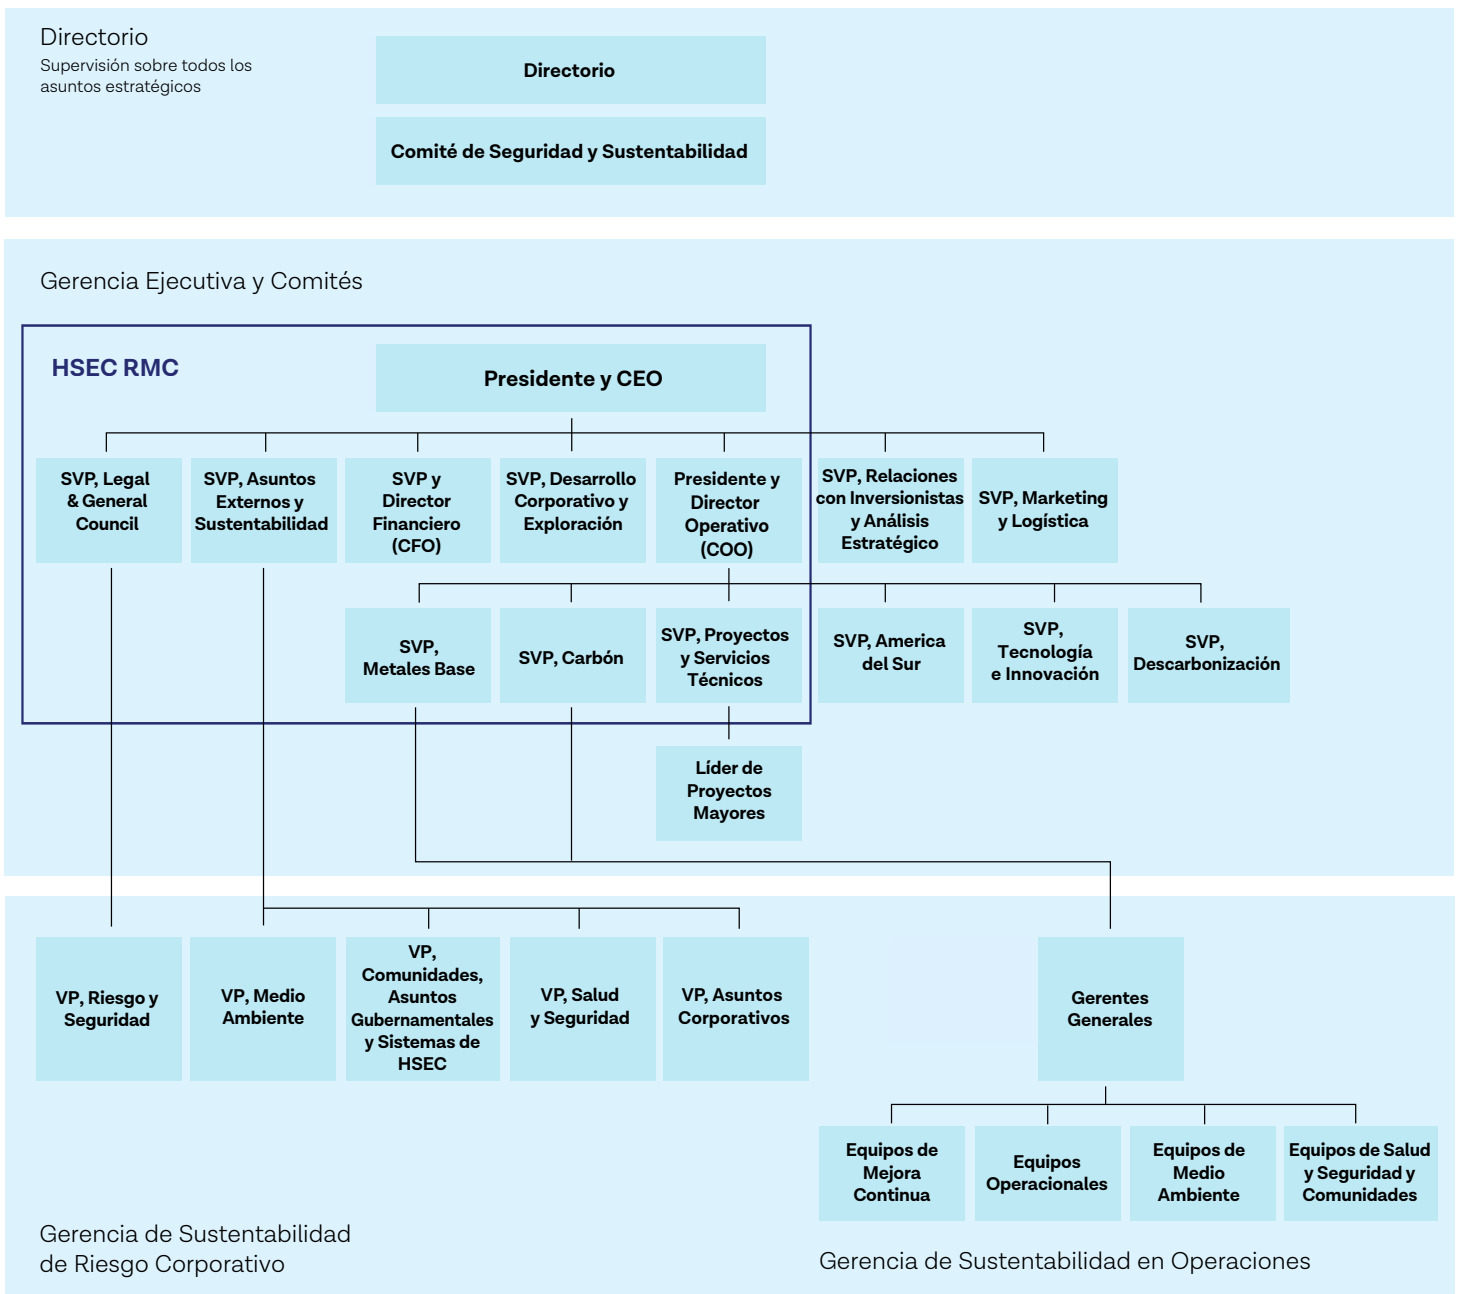 Directorio
Supervisión sobre todos los
asuntos estratégicos
Directorio
Comité de Seguridad y Sustentabilidad
Gerencia Ejecutiva y Comités
HSEC RMC
Presidente y CEO
SVP, Legal
& General
Council
SVP, Asuntos
Externos y
Sustentabilidad
SVP y
Director
Financiero
(CFO)
SVP, Desarrollo
Corporativo y
Exploración
Presidente y
Director
Operativo
(COO)
SVP, Relaciones
con Inversionistas
y Análisis
Estratégico
SVP, Marketing
y Logística
SVP,
Metales Base
SVP, Carbón
SVP, Proyectos
y Servicios
Técnicos
SVP, America
del Sur
SVP,
Tecnología
e Innovación
SVP,
Descarbonización
Líder de
Proyectos
Mayores
VP, Riesgo y
Seguridad
VP, Medio
Ambiente
VP,
Comunidades,
Asuntos
Gubernamentales
y Sistemas de
HSEC
VP, Salud
y Seguridad
VP, Asuntos
Corporativos
Gerentes
Generales
Equipos de
Mejora
Continua
Equipos
Operacionales
Equipos de
Medio
Ambiente
Equipos de Salud
y Seguridad y
Comunidades
Gerencia de Sustentabilidad
de Riesgo Corporativo
Gerencia de Sustentabilidad en Operaciones